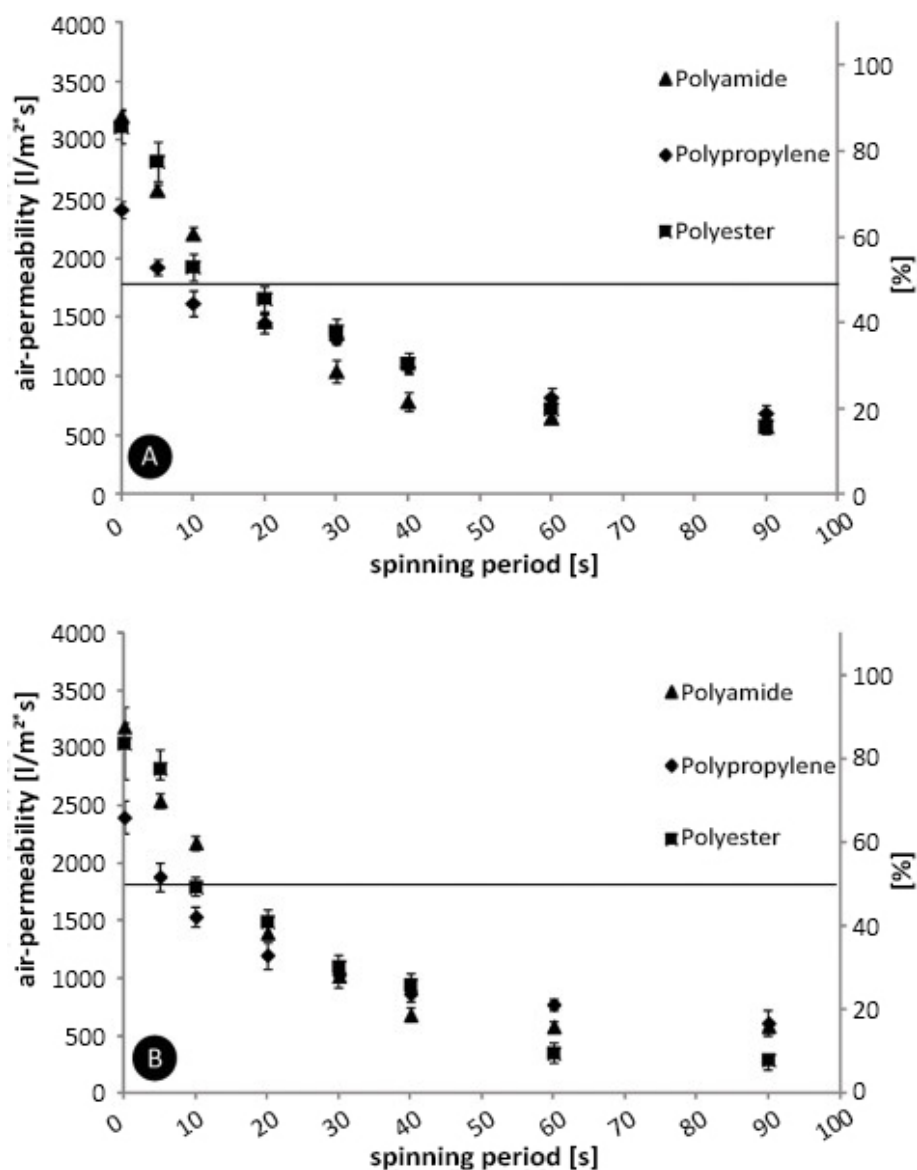 4000
3500
3000
2500
2000
1500
1000
500
0
air-permeability [l/m²*s]
100
80
60
40
20
0
[%]
Polyamide
Polypropylene
Polyester
A
0 10 20 30 40 50 60 70 80 90 100
spinning period [s]
4000
3500
3000
2500
2000
1500
1000
500
0
air-permeability [l/m²*s]
100
80
60
40
20
0
[%]
Polyamide
Polypropylene
Polyester
B
0 10 20 30 40 50 60 70 80 90 100
spinning period [s]